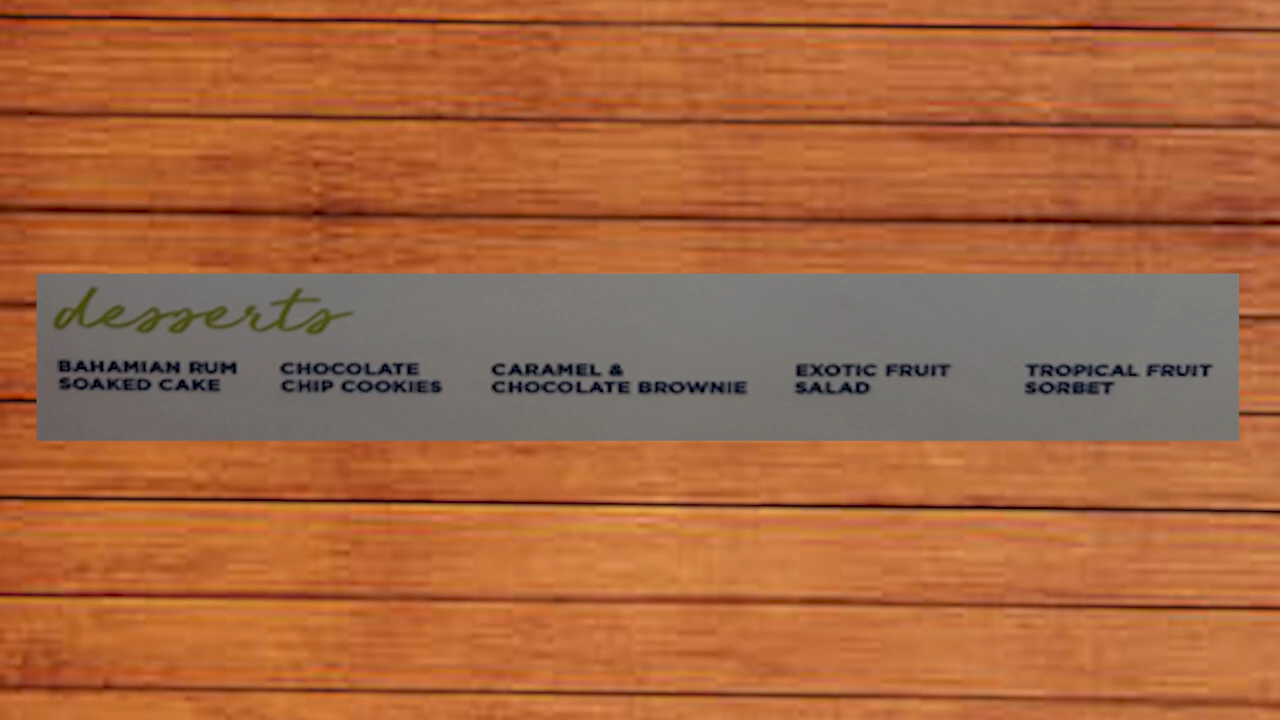 desserts
BAHAMIAN RUM
SOAKED CAKE
CHOCOLATE
CHIP COOKIES
CARAMEL &
CHOCOLATE BROWNIE
EXOTIC FRUIT
SALAD
TROPICAL FRUIT
SORBET